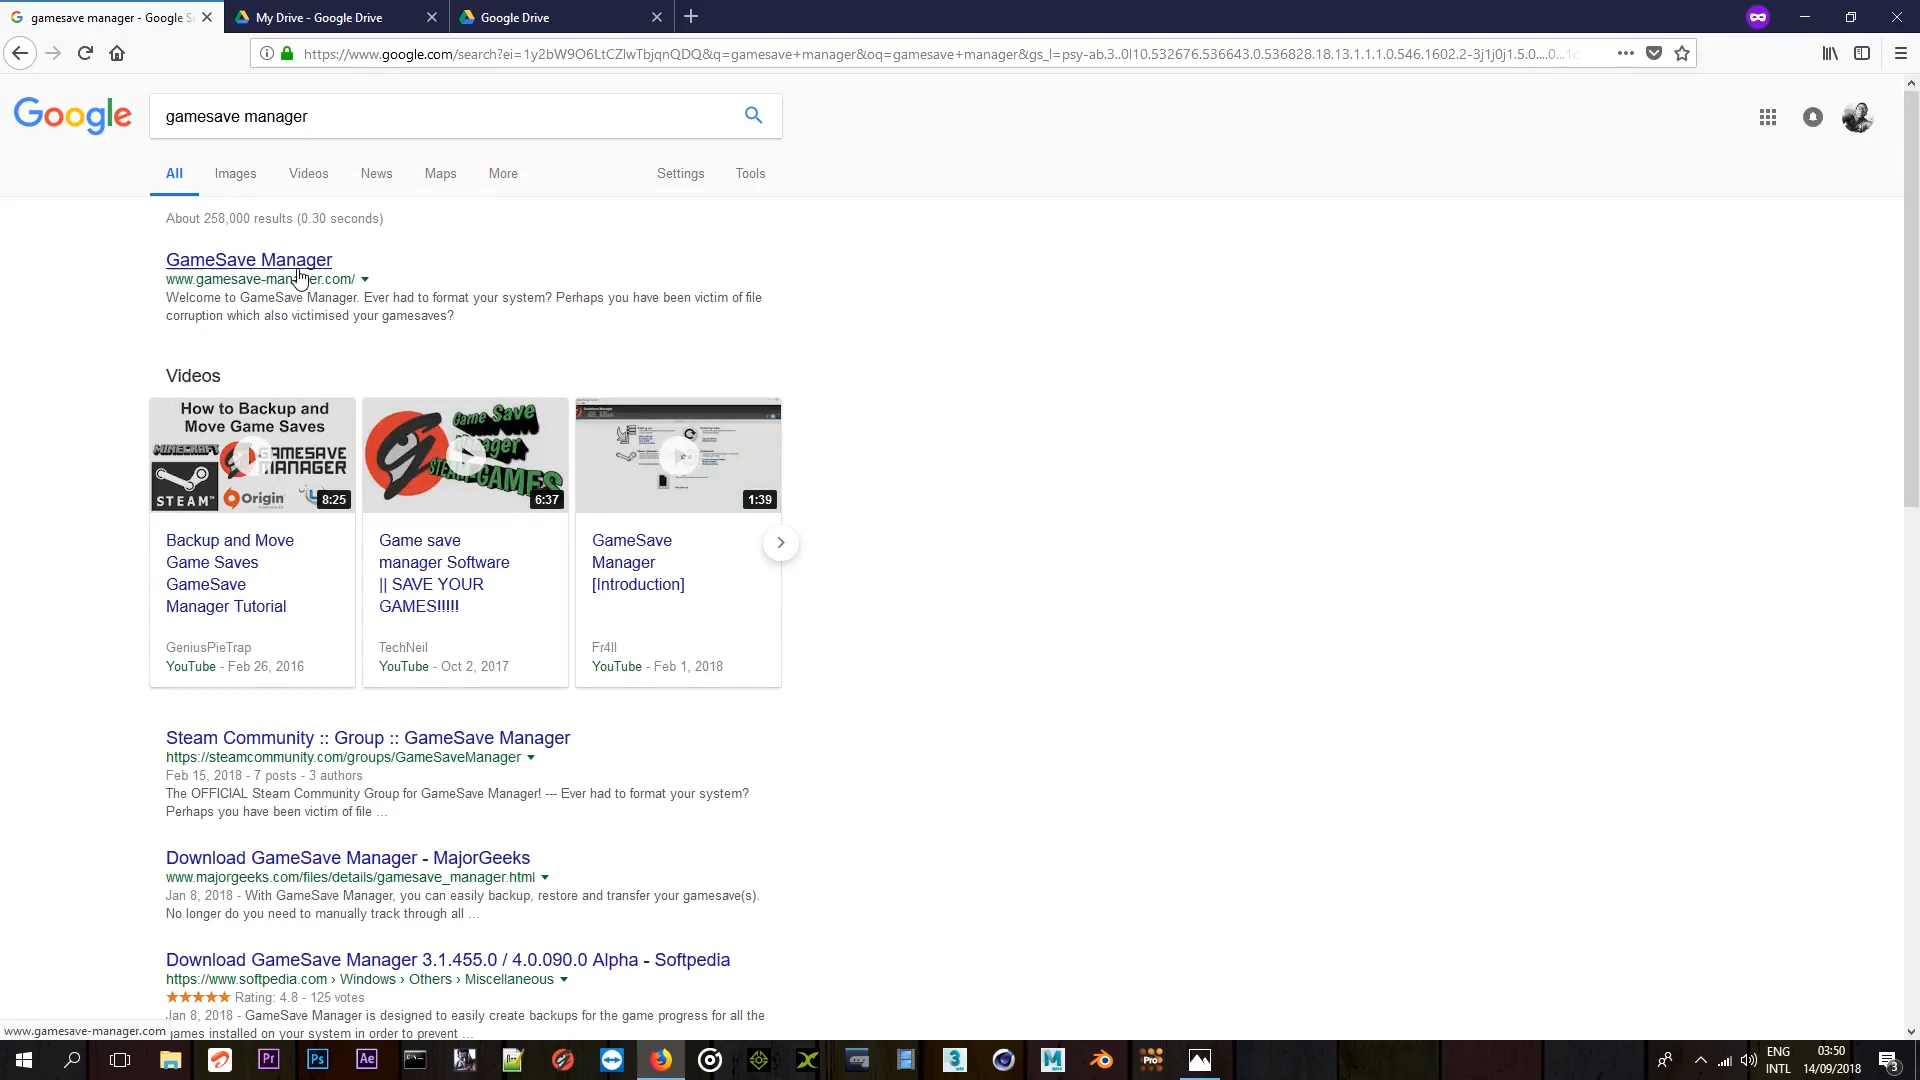 gamesave manager - Google S
My Drive - Google Drive
Google Drive
https://www.google.com/search?ei=1y2bW9O6LtCZlwTbjqnQDQ&q=gamesave+manager&oq=gamesave+manager&gs_l=psy-ab.3..0l10.532676.536643.0.536828.18.13.1.1.1.0.546.1602.2-3j1j0j1.5.0....0...1c
Google
gamesave manager
All
Images
Videos
News
Maps
More
Settings
Tools
About 258,000 results (0.30 seconds)
GameSave Manager
www.gamesave-manager.com/
Welcome to GameSave Manager. Ever had to format your system? Perhaps you have been victim of file
corruption which also victimised your gamesaves?
Videos
How to Backup and
Move Game Saves
MINECRAFT
GAMESAVE
MANAGER
STEAM
Origin
8:25
Game Save
Manager
STEAM GAMES
6:37
1:39
Backup and Move
Game Saves
GameSave
Manager Tutorial
GeniusPieTrap
YouTube - Feb 26, 2016
Game save
manager Software
|| SAVE YOUR
GAMES!!!!!
TechNeil
YouTube - Oct 2, 2017
GameSave
Manager
[Introduction]
Fr4ll
YouTube - Feb 1, 2018
Steam Community :: Group :: GameSave Manager
https://steamcommunity.com/groups/GameSaveManager
Feb 15, 2018 - 7 posts - 3 authors
The OFFICIAL Steam Community Group for GameSave Manager! --- Ever had to format your system?
Perhaps you have been victim of file ...
Download GameSave Manager - MajorGeeks
www.majorgeeks.com/files/details/gamesave_manager.html
Jan 8, 2018 - With GameSave Manager, you can easily backup, restore and transfer your gamesave(s).
No longer do you need to manually track through all ...
Download GameSave Manager 3.1.455.0 / 4.0.090.0 Alpha - Softpedia
https://www.softpedia.com › Windows › Others › Miscellaneous
Rating: 4.8 - 125 votes
Jan 8, 2018 - GameSave Manager is designed to easily create backups for the game progress for all the
games installed on your system in order to prevent ...
www.gamesave-manager.com
Pr
Ps
Ae
3
M
Pro
ENG
INTL
03:50
14/09/2018
3